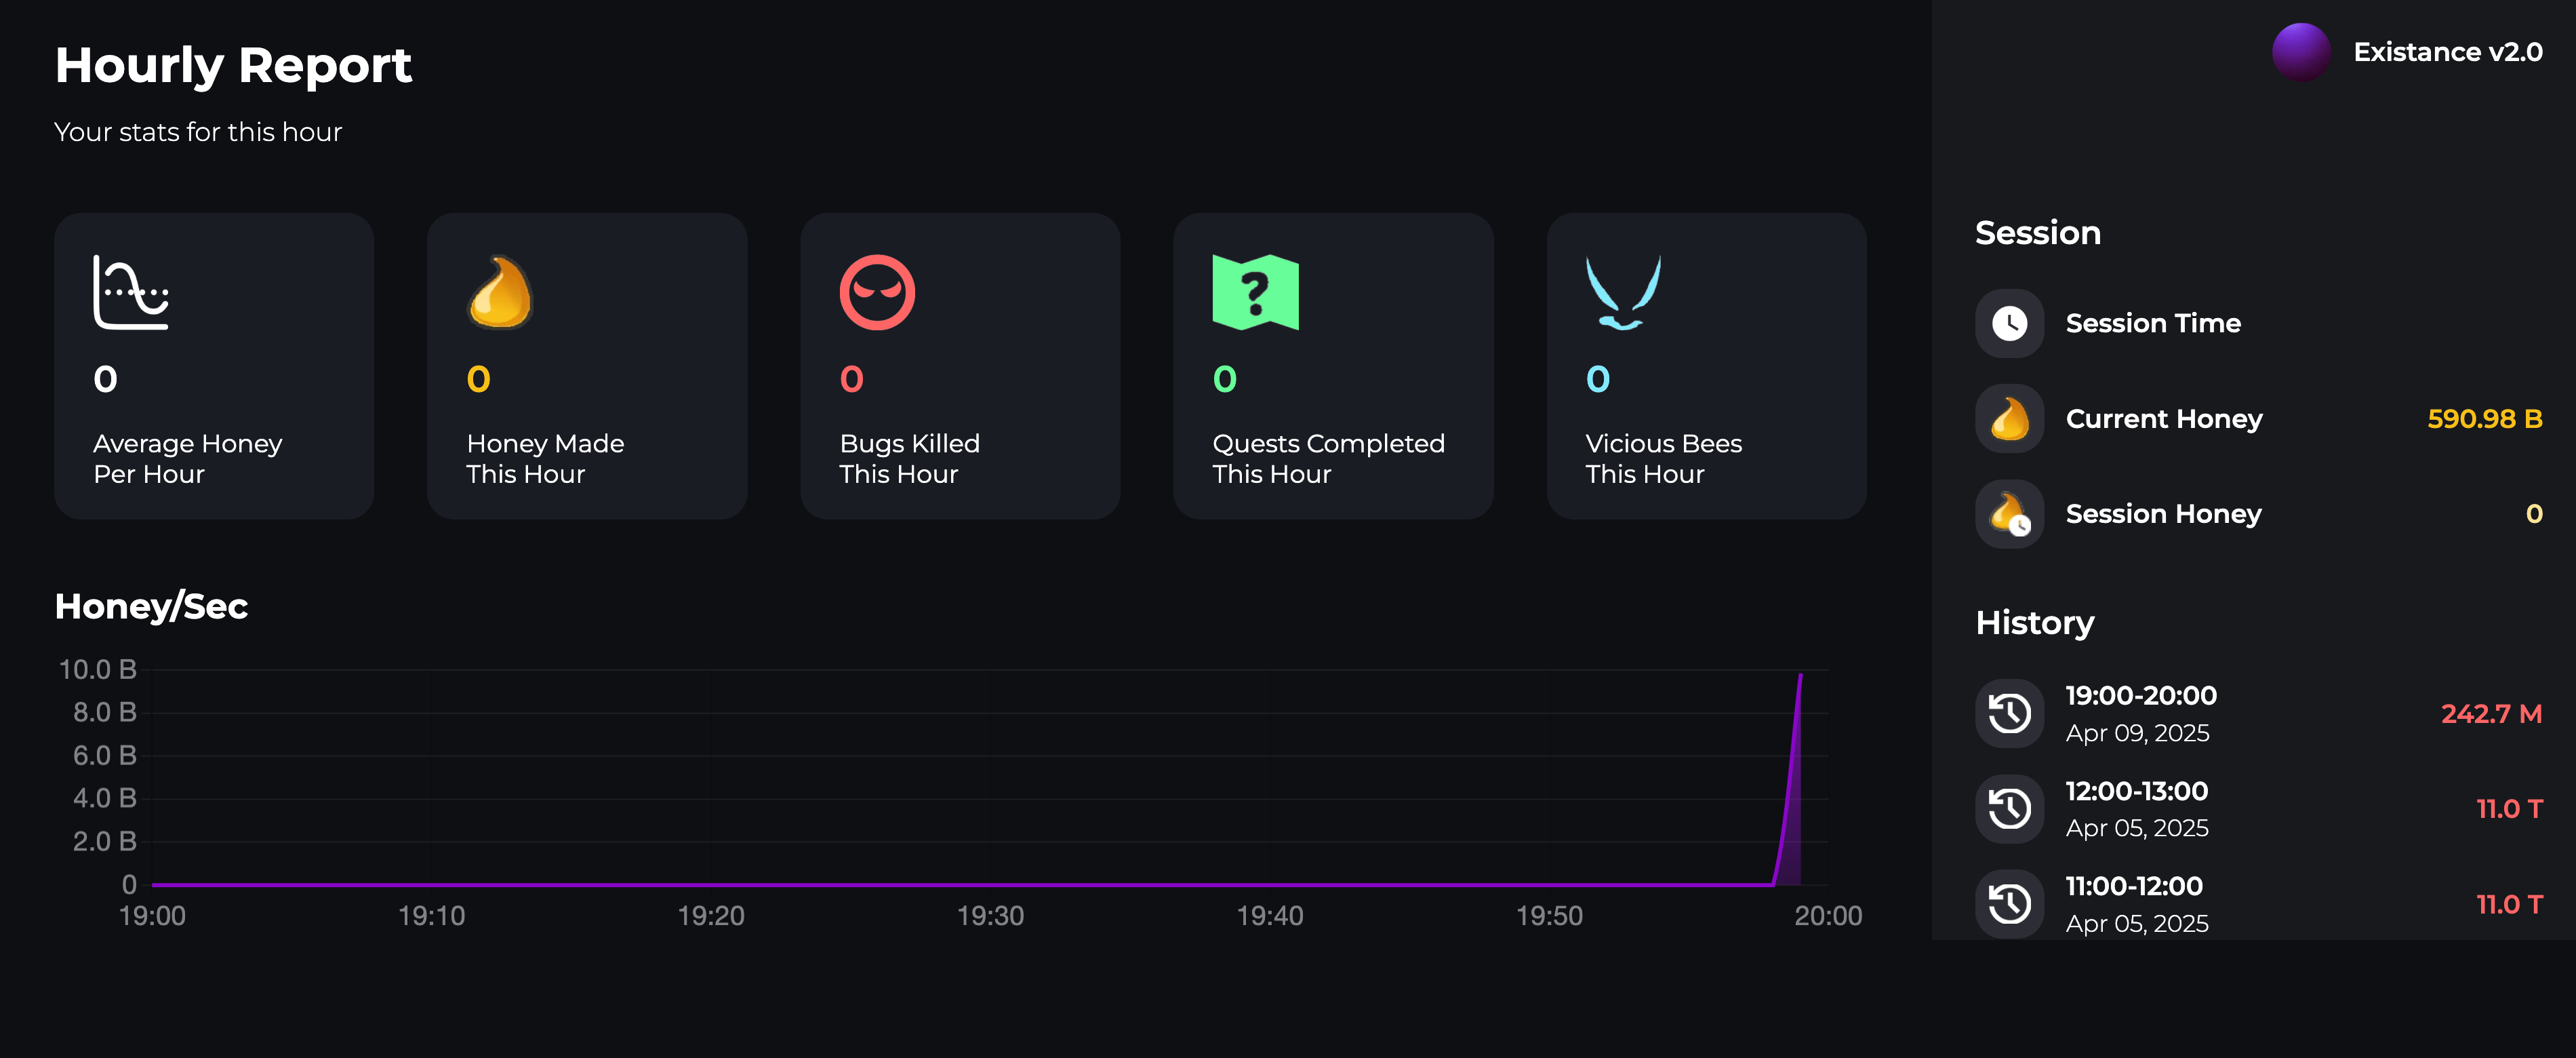 Hourly Report
Your stats for this hour
Existance v2.0
0
Average Honey
Per Hour
0
Honey Made
This Hour
0
Bugs Killed
This Hour
?
0
Quests Completed
This Hour
0
Vicious Bees
This Hour
Honey/Sec
10.0 B
8.0 B
6.0 B
4.0 B
2.0 B
0
19:00 19:10 19:20 19:30 19:40 19:50 20:00
Session
Session Time
Current Honey 590.98 B
Session Honey 0
History
19:00-20:00 242.7 M
Apr 09, 2025
12:00-13:00 11.0 T
Apr 05, 2025
11:00-12:00 11.0 T
Apr 05, 2025